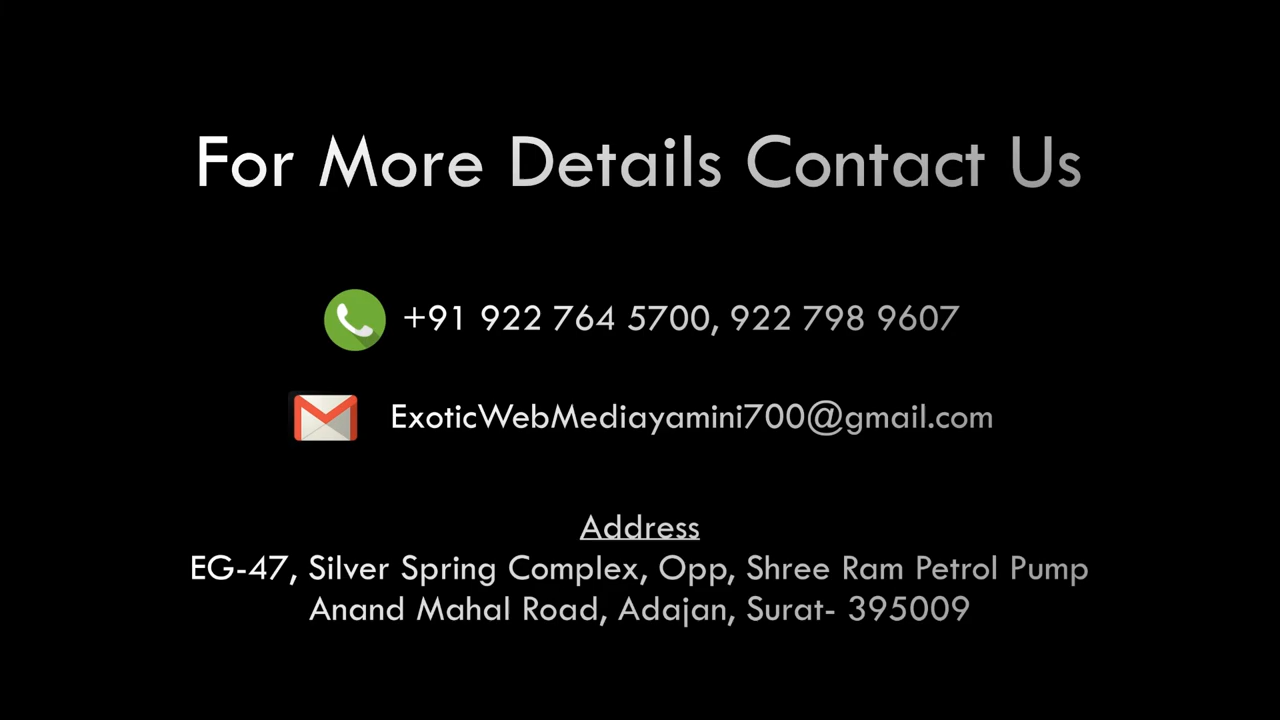 For More Details Contact Us
+91 922 764 5700, 922 798 9607
ExoticWebMediayamini700@gmail.com
Address
EG-47, Silver Spring Complex, Opp, Shree Ram Petrol Pump
Anand Mahal Road, Adajan, Surat- 395009